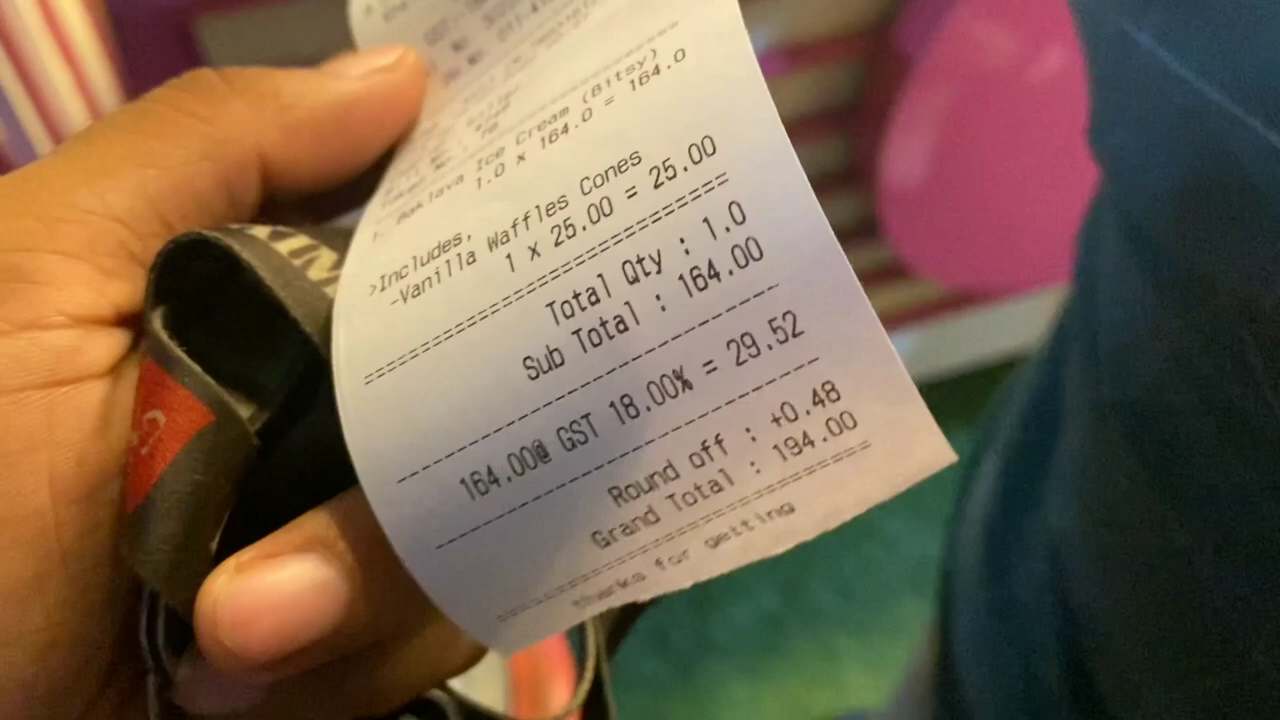 1. Baklava Ice Cream (Bitsy)
1.0 x 164.0 = 164.0
>Includes,
-Vanilla Waffles Cones
1 x 25.00 = 25.00
================================
Total Qty : 1.0
Sub Total : 164.00
--------------------------------
164.00@ GST 18.00% = 29.52
--------------------------------
Round off : +0.48
Grand Total : 194.00
================================
thanks for getting